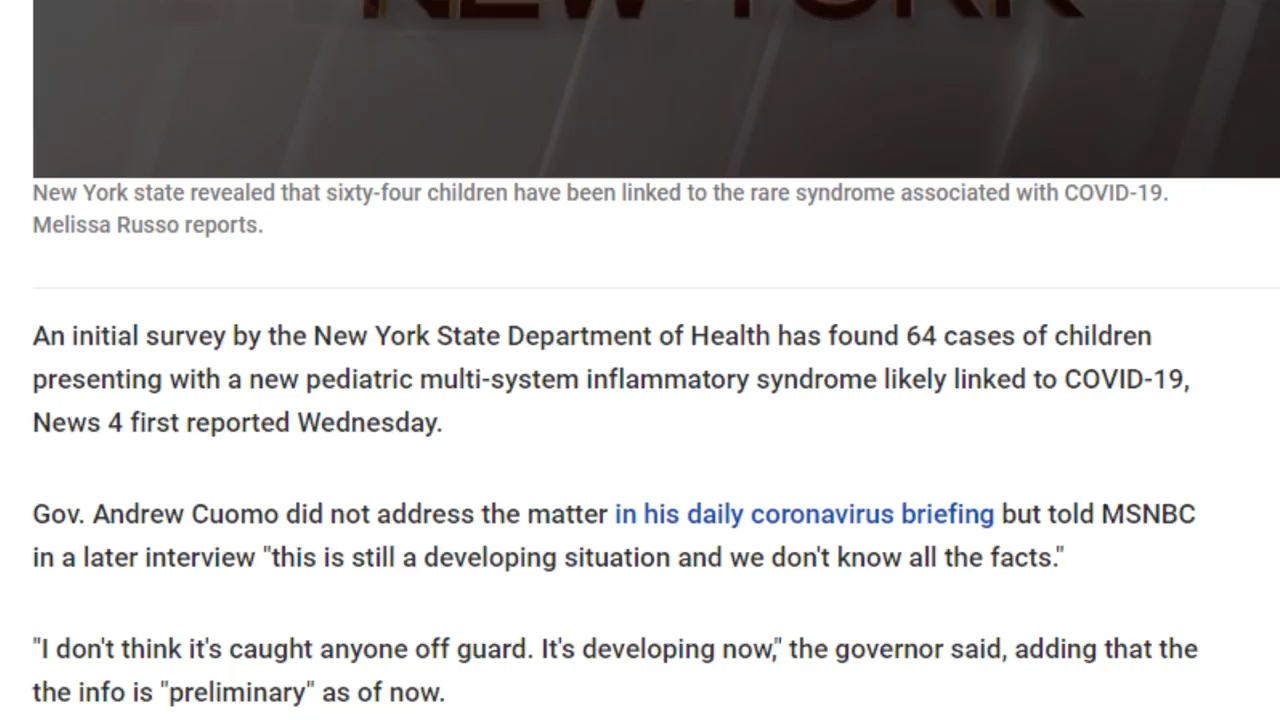 NEW YORK
New York state revealed that sixty-four children have been linked to the rare syndrome associated with COVID-19.
Melissa Russo reports.
An initial survey by the New York State Department of Health has found 64 cases of children
presenting with a new pediatric multi-system inflammatory syndrome likely linked to COVID-19,
News 4 first reported Wednesday.
Gov. Andrew Cuomo did not address the matter in his daily coronavirus briefing but told MSNBC
in a later interview "this is still a developing situation and we don't know all the facts."
"I don't think it's caught anyone off guard. It's developing now," the governor said, adding that the
the info is "preliminary" as of now.